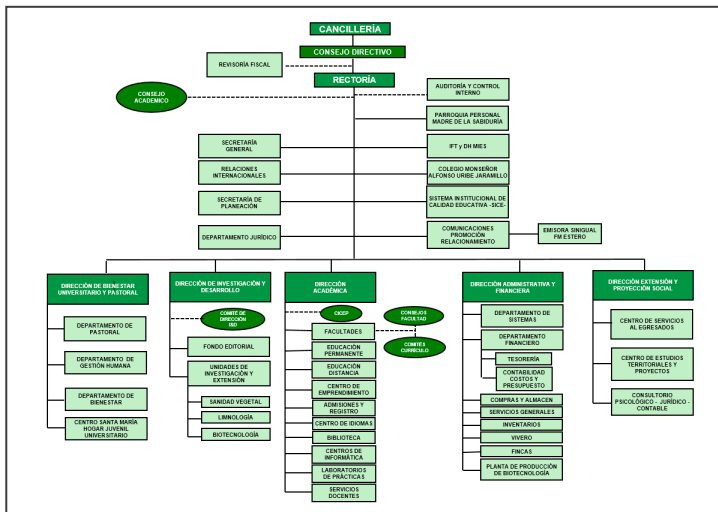 CANCILLERÍA
CONSEJO DIRECTIVO
REVISORÍA FISCAL
RECTORÍA
CONSEJO
ACADÉMICO
AUDITORÍA Y CONTROL
INTERNO
PARROQUIA PERSONAL
MADRE DE LA SABIDURÍA
SECRETARÍA
GENERAL
IFT y DH MIES
RELACIONES
INTERNACIONALES
COLEGIO MONSEÑOR
ALFONSO URIBE JARAMILLO
SECRETARÍA DE
PLANEACIÓN
SISTEMA INSTITUCIONAL DE
CALIDAD EDUCATIVA -SICE-
DEPARTAMENTO JURÍDICO
COMUNICACIONES
PROMOCIÓN
RELACIONAMIENTO
EMISORA SINIGUAL
FM ESTERO
DIRECCIÓN DE BIENESTAR
UNIVERSITARIO Y PASTORAL
DEPARTAMENTO DE
PASTORAL
DEPARTAMENTO DE
GESTIÓN HUMANA
DEPARTAMENTO DE
BIENESTAR
CENTRO SANTA MARÍA
HOGAR JUVENIL
UNIVERSITARIO
DIRECCIÓN DE INVESTIGACIÓN Y
DESARROLLO
COMITÉ DE
DIRECCIÓN
I&D
FONDO EDITORIAL
UNIDADES DE
INVESTIGACIÓN Y
EXTENSIÓN
SANIDAD VEGETAL
LIMNOLOGÍA
BIOTECNOLOGÍA
DIRECCIÓN
ACADÉMICA
CICEP
CONSEJOS
FACULTAD
FACULTADES
COMITÉS
CURRÍCULO
EDUCACIÓN
PERMANENTE
EDUCACIÓN
DISTANCIA
CENTRO DE
EMPRENDIMIENTO
ADMISIONES Y
REGISTRO
CENTRO DE IDIOMAS
BIBLIOTECA
CENTROS DE
INFORMÁTICA
LABORATORIOS
DE PRÁCTICAS
SERVICIOS
DOCENTES
DIRECCIÓN ADMINISTRATIVA Y
FINANCIERA
DEPARTAMENTO DE
SISTEMAS
DEPARTAMENTO
FINANCIERO
TESORERÍA
CONTABILIDAD
COSTOS Y
PRESUPUESTO
COMPRAS Y ALMACEN
SERVICIOS GENERALES
INVENTARIOS
VIVERO
FINCAS
PLANTA DE PRODUCCIÓN
DE BIOTECNOLOGÍA
DIRECCIÓN EXTENSIÓN Y
PROYECCIÓN SOCIAL
CENTRO DE SERVICIOS
AL EGRESADOS
CENTRO DE ESTUDIOS
TERRITORIALES Y
PROYECTOS
CONSULTORIO
PSICOLÓGICO - JURÍDICO -
CONTABLE